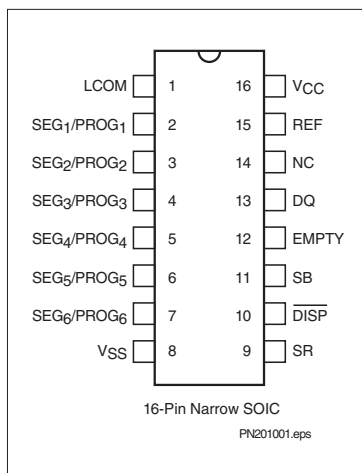 LCOM 1 16 VCC
SEG1/PROG1 2 15 REF
SEG2/PROG2 3 14 NC
SEG3/PROG3 4 13 DQ
SEG4/PROG4 5 12 EMPTY
SEG5/PROG5 6 11 SB
SEG6/PROG6 7 10 DISP
VSS 8 9 SR
16-Pin Narrow SOIC
PN201001.eps